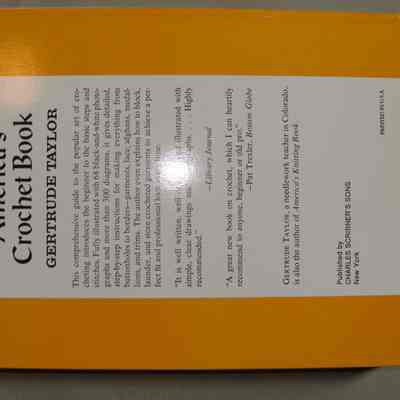 America's
Crochet Book
GERTRUDE TAYLOR
This comprehensive guide to the popular art of cro-
cheting introduces the beginner to the basic steps and
stitches. Fully illustrated with 68 black-and-white photo-
graphs and more than 300 diagrams, it gives detailed,
step-by-step instructions for making everything from
buttonholes to borders—garments, lace, afghans, medal-
lions, and trims. The author even explains how to block,
launder, and store crocheted garments to achieve a per-
fect fit and professional
"It is well written, well illustrated with
simple, clear drawings and . . . Highly
recommended."
—Library Journal
"A great new book on crochet, which I can heartily
recommend to anyone, beginner or old pro."
—Pat Trexler, Boston Globe
GERTRUDE TAYLOR, a needlework teacher in Colorado,
is also the author of America's Knitting Book.
Published by
CHARLES SCRIBNER'S SONS
New York
PRINTED IN U.S.A.